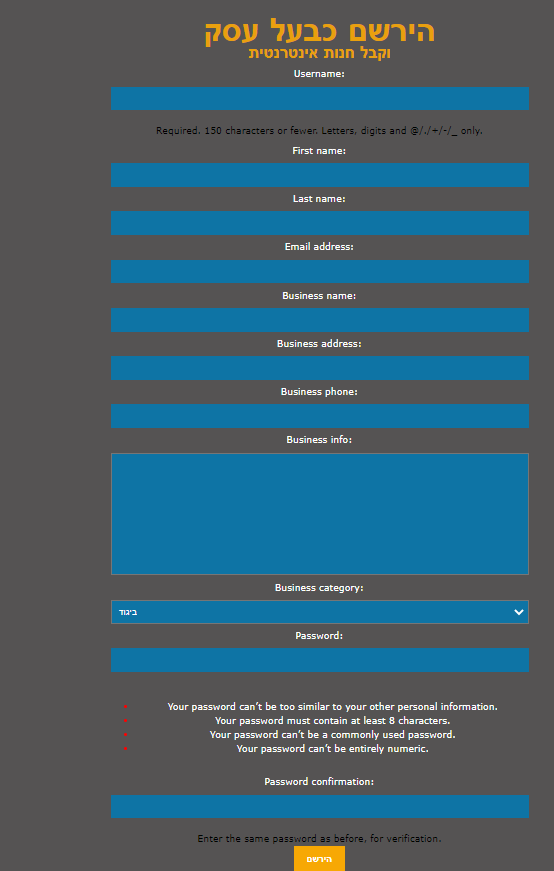 הירשם כבעל עסק
וקבל חנות אינטרנטית
Username:
Required. 150 characters or fewer. Letters, digits and @/./+/-/_ only.
First name:
Last name:
Email address:
Business name:
Business address:
Business phone:
Business info:
Business category:
ביגוד
Password:
Your password can't be too similar to your other personal information.
Your password must contain at least 8 characters.
Your password can't be a commonly used password.
Your password can't be entirely numeric.
Password confirmation:
Enter the same password as before, for verification.
הירשם